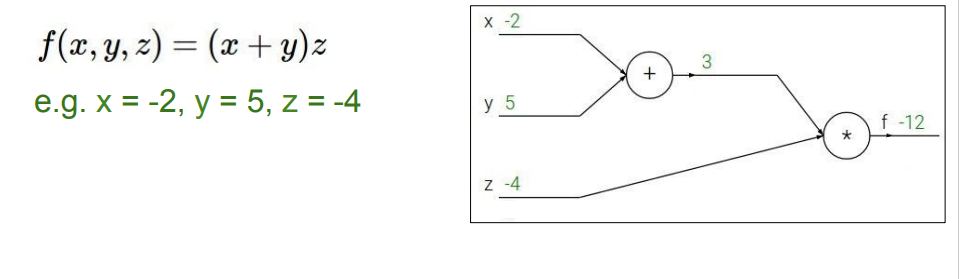 f(x, y, z) = (x + y)z
e.g. x = -2, y = 5, z = -4
x -2
+
3
y 5
*
f -12
z -4